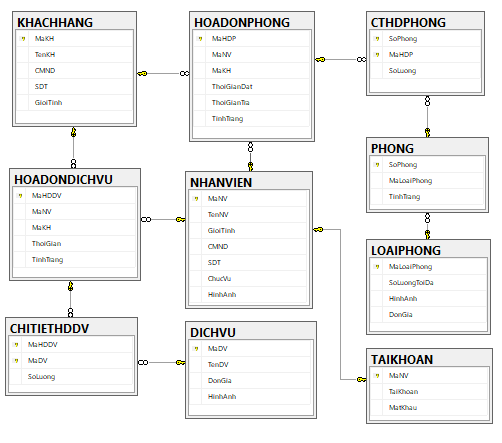 KHACHHANG
MaKH
TenKH
CMND
SDT
GioiTinh
HOADONPHONG
MaHDP
MaNV
MaKH
ThoiGianDat
ThoiGianTra
TinhTrang
CTHDPHONG
SoPhong
MaHDP
SoLuong
PHONG
SoPhong
MaLoaiPhong
TinhTrang
HOADONDICHVU
MaHDDV
MaNV
MaKH
ThoiGian
TinhTrang
NHANVIEN
MaNV
TenNV
GioiTinh
CMND
SDT
ChucVu
HinhAnh
LOAIPHONG
MaLoaiPhong
SoLuongToiDa
HinhAnh
DonGia
CHITIETHDDV
MaHDDV
MaDV
SoLuong
DICHVU
MaDV
TenDV
DonGia
HinhAnh
TAIKHOAN
MaNV
TaiKhoan
MatKhau